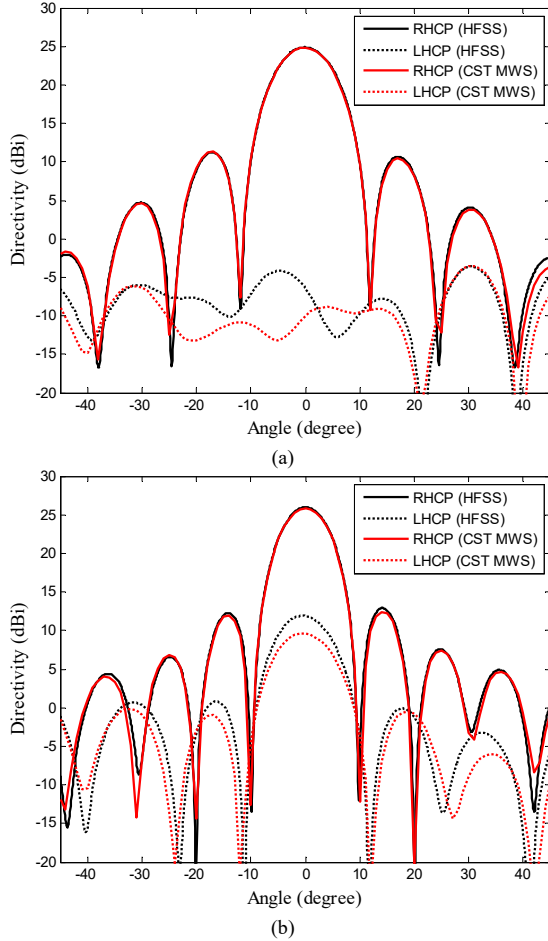 (a)
30
25
20
15
10
5
0
-5
-10
-15
-20
Directivity (dBi)
RHCP (HFSS)
LHCP (HFSS)
RHCP (CST MWS)
LHCP (CST MWS)
-40 -30 -20 -10 0 10 20 30 40
Angle (degree)
(a)
30
25
20
15
10
5
0
-5
-10
-15
-20
Directivity (dBi)
RHCP (HFSS)
LHCP (HFSS)
RHCP (CST MWS)
LHCP (CST MWS)
-40 -30 -20 -10 0 10 20 30 40
Angle (degree)
(b)